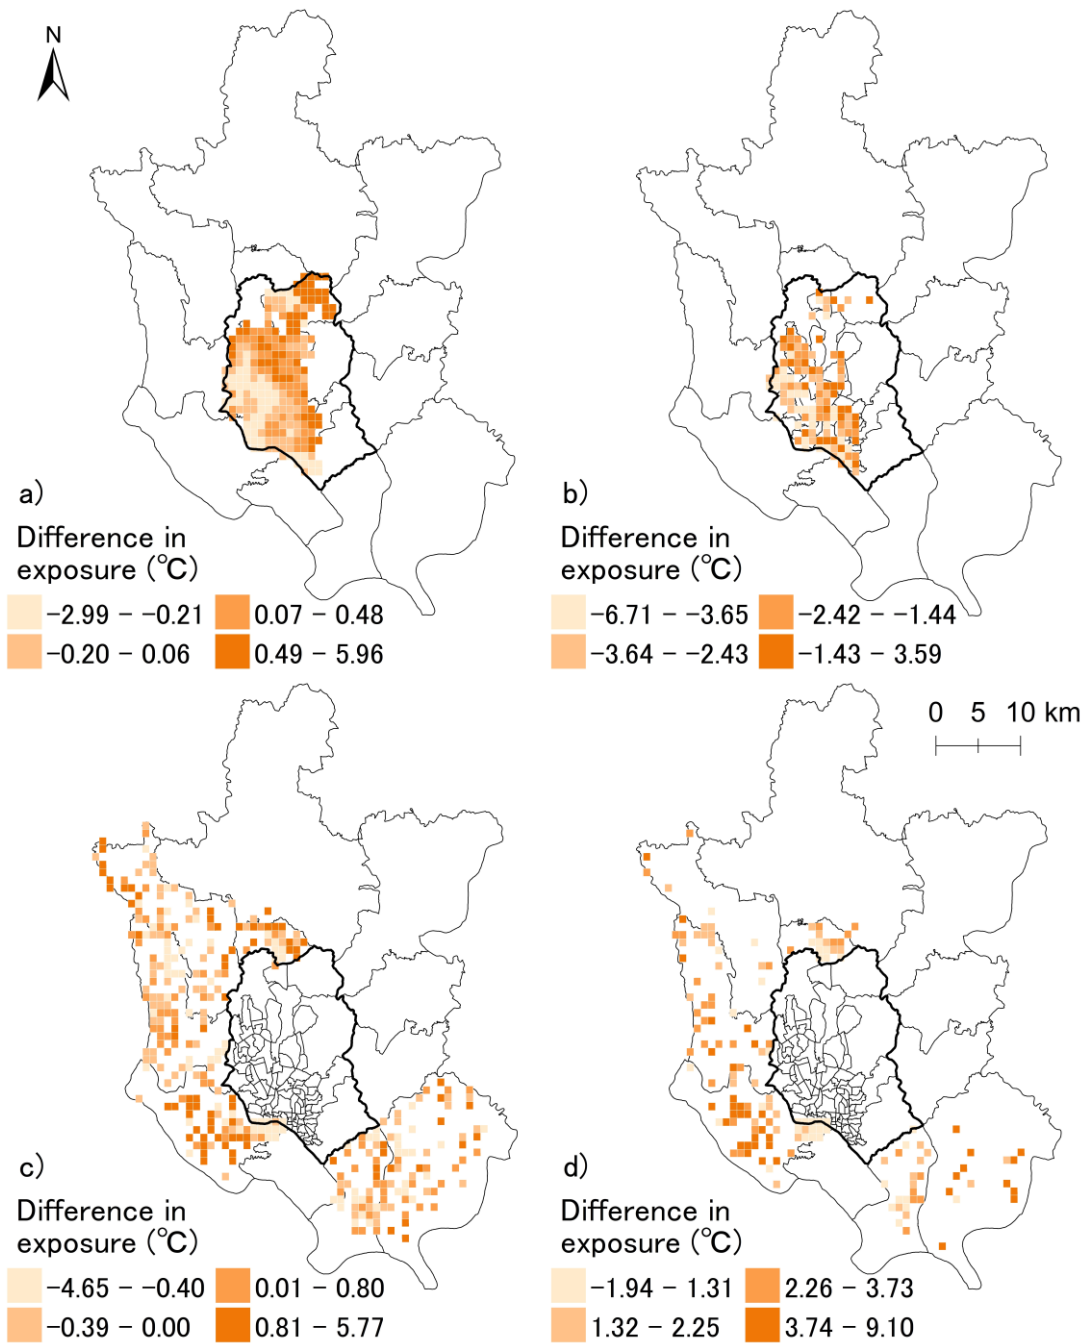 N
a)
Difference in
exposure (℃)
−2.99 − −0.21
0.07 − 0.48
−0.20 − 0.06
0.49 − 5.96
b)
Difference in
exposure (℃)
−6.71 − −3.65
−2.42 − −1.44
−3.64 − −2.43
−1.43 − 3.59
0 5 10 km
c)
Difference in
exposure (℃)
−4.65 − −0.40
0.01 − 0.80
−0.39 − 0.00
0.81 − 5.77
d)
Difference in
exposure (℃)
−1.94 − 1.31
2.26 − 3.73
1.32 − 2.25
3.74 − 9.10